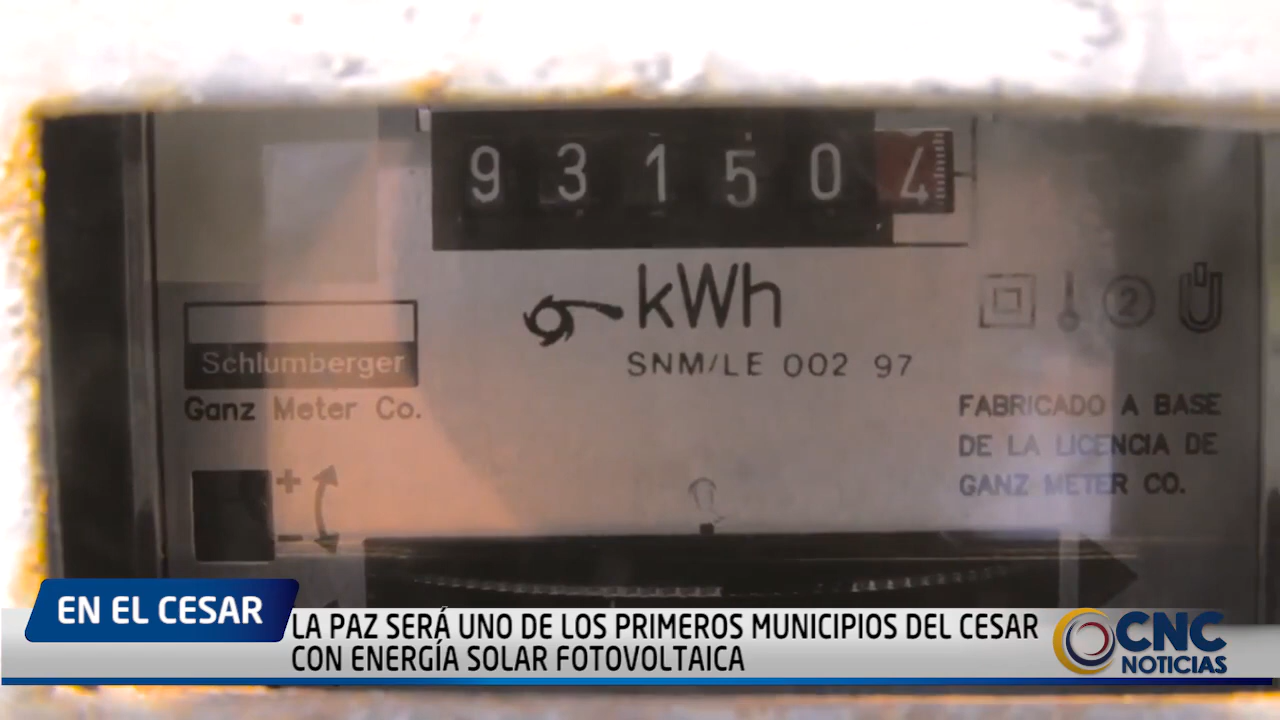 931504
kWh
SNM/LE 002 97
2
Schlumberger
Ganz Meter Co.
FABRICADO A BASE
DE LA LICENCIA DE
GANZ METER CO.
+
-
EN EL CESAR
LA PAZ SERÁ UNO DE LOS PRIMEROS MUNICIPIOS DEL CESAR
CON ENERGÍA SOLAR FOTOVOLTAICA
CNC
NOTICIAS